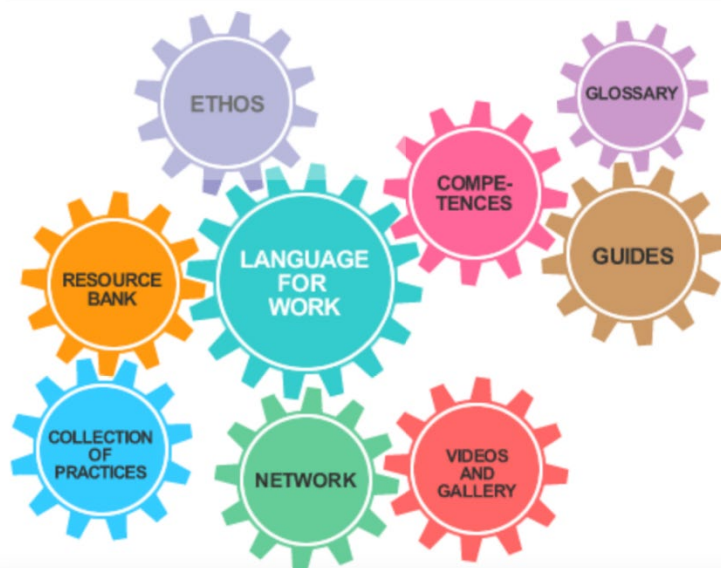 ETHOS
GLOSSARY
COMPE-
TENCES
LANGUAGE
FOR
WORK
GUIDES
RESOURCE
BANK
COLLECTION
OF
PRACTICES
NETWORK
VIDEOS
AND
GALLERY